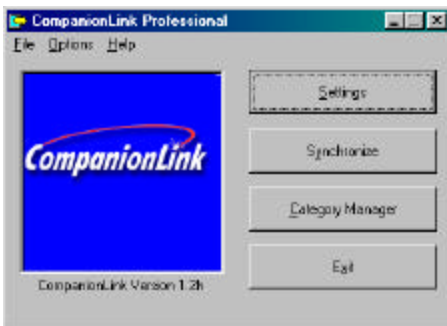 CompanionLink Professional
File Options Help
CompanionLink
Settings
Synchronize
Category Manager
Exit
CompanionLink Version 1.2h